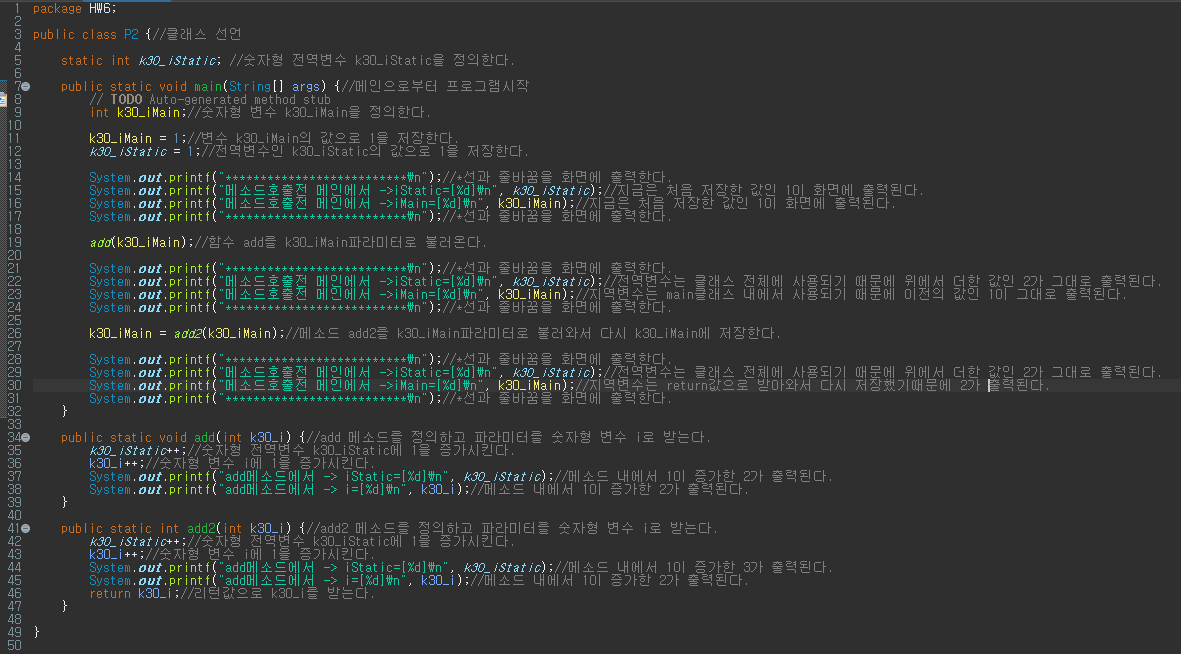 1 package HW6;
2
3 public class P2 {//클래스 선언
4
5 static int k30_iStatic; //숫자형 전역변수 k30_iStatic을 정의한다.
6
7 public static void main(String[] args) {//메인으로부터 프로그램시작
8 // TODO Auto-generated method stub
9 int k30_iMain;//숫자형 변수 k30_iMain을 정의한다.
10
11 k30_iMain = 1;//변수 k30_iMain의 값으로 1을 저장한다.
12 k30_iStatic = 1;//전역변수인 k30_iStatic의 값으로 1을 저장한다.
13
14 System.out.printf("**************************₩n");//*선과 줄바꿈을 화면에 출력한다.
15 System.out.printf("메소드호출전 메인에서 ->iStatic=[%d]₩n", k30_iStatic);//지금은 처음 저장한 값인 1이 화면에 출력된다.
16 System.out.printf("메소드호출전 메인에서 ->iMain=[%d]₩n", k30_iMain);//지금은 처음 저장한 값인 1이 화면에 출력된다.
17 System.out.printf("**************************₩n");//*선과 줄바꿈을 화면에 출력한다.
18
19 add(k30_iMain);//함수 add를 k30_iMain파라미터로 불러온다.
20
21 System.out.printf("**************************₩n");//*선과 줄바꿈을 화면에 출력한다.
22 System.out.printf("메소드호출전 메인에서 ->iStatic=[%d]₩n", k30_iStatic);//전역변수는 클래스 전체에 사용되기 때문에 위에서 더한 값인 2가 그대로 출력된다.
23 System.out.printf("메소드호출전 메인에서 ->iMain=[%d]₩n", k30_iMain);//지역변수는 main클래스 내에서 사용되기 때문에 이전의 값인 1이 그대로 출력된다.
24 System.out.printf("**************************₩n");//*선과 줄바꿈을 화면에 출력한다.
25
26 k30_iMain = add2(k30_iMain);//메소드 add2를 k30_iMain파라미터로 불러와서 다시 k30_iMain에 저장한다.
27
28 System.out.printf("**************************₩n");//*선과 줄바꿈을 화면에 출력한다.
29 System.out.printf("메소드호출전 메인에서 ->iStatic=[%d]₩n", k30_iStatic);//전역변수는 클래스 전체에 사용되기 때문에 위에서 더한 값인 2가 그대로 출력된다.
30 System.out.printf("메소드호출전 메인에서 ->iMain=[%d]₩n", k30_iMain);//지역변수는 return값으로 받아와서 다시 저장했기때문에 2가 출력된다.
31 System.out.printf("**************************₩n");//*선과 줄바꿈을 화면에 출력한다.
32 }
33
34 public static void add(int k30_i) {//add 메소드를 정의하고 파라미터를 숫자형 변수 i로 받는다.
35 k30_iStatic++;//숫자형 전역변수 k30_iStatic에 1을 증가시킨다.
36 k30_i++;//숫자형 변수 i에 1을 증가시킨다.
37 System.out.printf("add메소드에서 -> iStatic=[%d]₩n", k30_iStatic);//메소드 내에서 1이 증가한 2가 출력된다.
38 System.out.printf("add메소드에서 -> i=[%d]₩n", k30_i);//메소드 내에서 1이 증가한 2가 출력된다.
39 }
40
41 public static int add2(int k30_i) {//add2 메소드를 정의하고 파라미터를 숫자형 변수 i로 받는다.
42 k30_iStatic++;//숫자형 전역변수 k30_iStatic에 1을 증가시킨다.
43 k30_i++;//숫자형 변수 i에 1을 증가시킨다.
44 System.out.printf("add메소드에서 -> iStatic=[%d]₩n", k30_iStatic);//메소드 내에서 1이 증가한 3가 출력된다.
45 System.out.printf("add메소드에서 -> i=[%d]₩n", k30_i);//메소드 내에서 1이 증가한 2가 출력된다.
46 return k30_i;//리턴값으로 k30_i를 받는다.
47 }
48
49 }
50